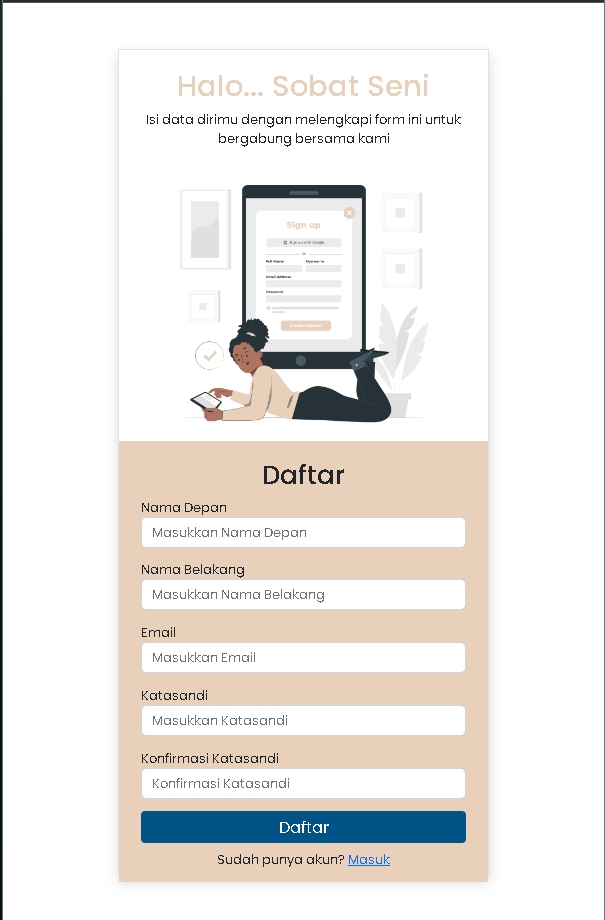 Halo... Sobat Seni
Isi data dirimu dengan melengkapi form ini untuk
bergabung bersama kami
Sign up
Sign up with Google
Or
Full Name
Username
Email Address
Password
Create Account
Daftar
Nama Depan
Masukkan Nama Depan
Nama Belakang
Masukkan Nama Belakang
Email
Masukkan Email
Katasandi
Masukkan Katasandi
Konfirmasi Katasandi
Konfirmasi Katasandi
Daftar
Sudah punya akun? Masuk